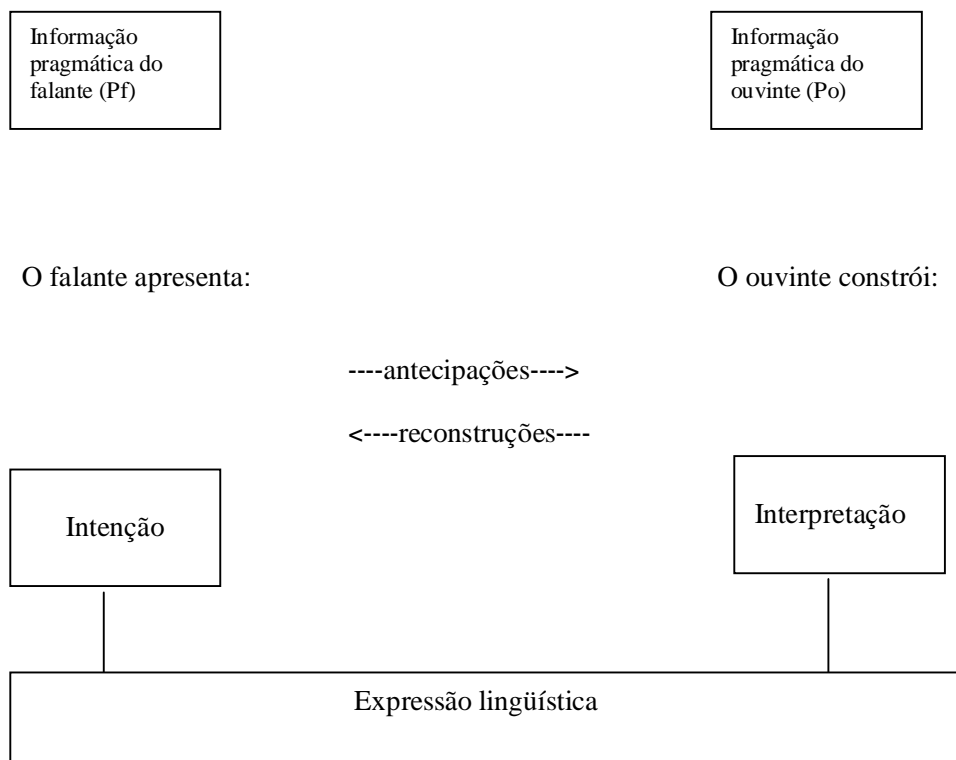 Informação
pragmática do
falante (Pf)
Informação
pragmática do
ouvinte (Po)
O falante apresenta:
O ouvinte constrói:
----antecipações---->
<----reconstruções----
Intenção
Interpretação
Expressão lingüística